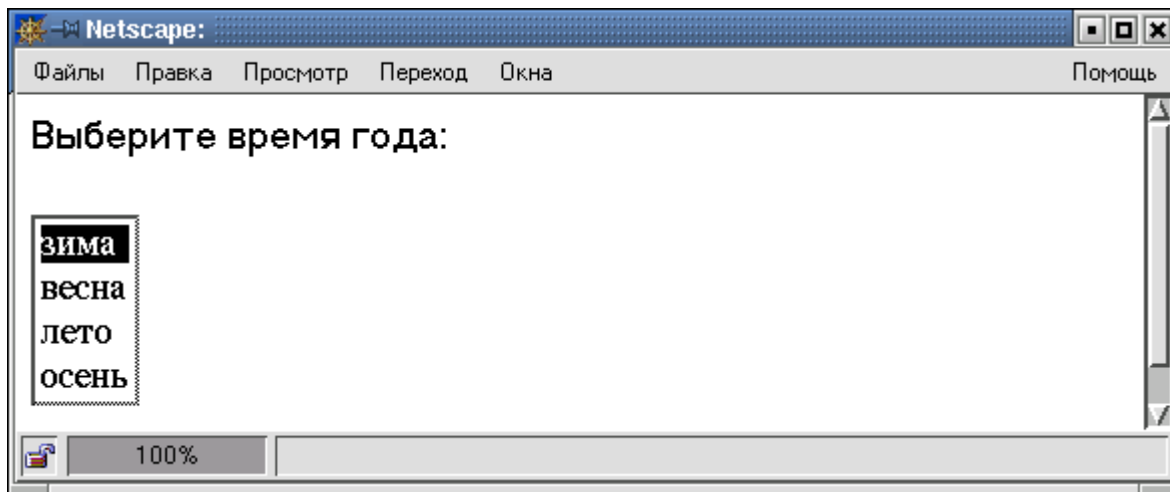 Netscape:
Файлы Правка Просмотр Переход Окна Помощь
Выберите время года:
зима
весна
лето
осень
100%